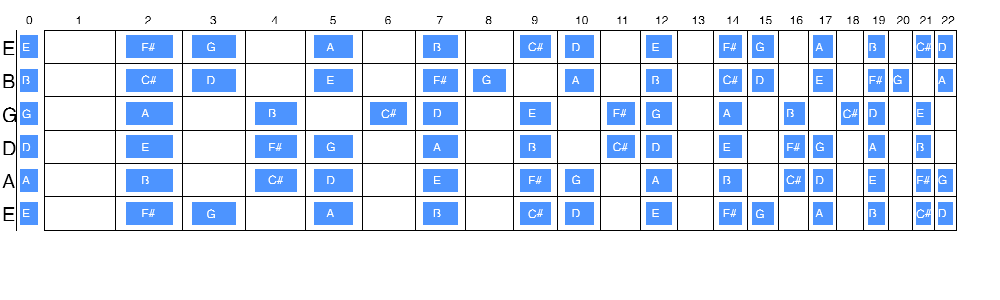 0 1 2 3 4 5 6 7 8 9 10 11 12 13 14 15 16 17 18 19 20 21 22
E E F# G A B C# D E F# G A B C# D
B B C# D E F# G A B C# D E F# G A
G G A B C# D E F# G A B C# D E
D D E F# G A B C# D E F# G A B
A A B C# D E F# G A B C# D E F# G
E E F# G A B C# D E F# G A B C# D